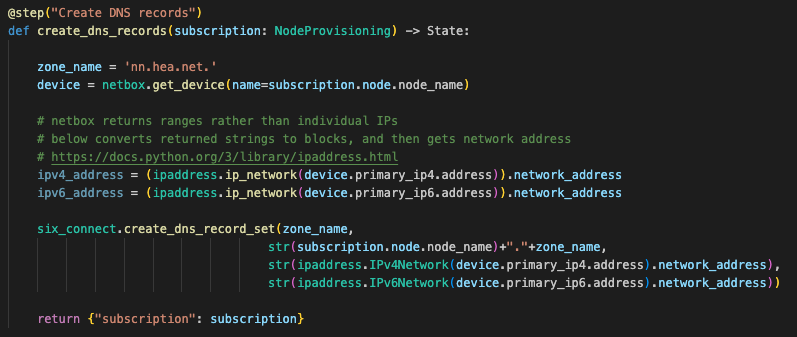 @step("Create DNS records")
def create_dns_records(subscription: NodeProvisioning) -> State:
zone_name = 'nn.hea.net.'
device = netbox.get_device(name=subscription.node.node_name)
# netbox returns ranges rather than individual IPs
# below converts returned strings to blocks, and then gets network address
# https://docs.python.org/3/library/ipaddress.html
ipv4_address = (ipaddress.ip_network(device.primary_ip4.address)).network_address
ipv6_address = (ipaddress.ip_network(device.primary_ip6.address)).network_address
six_connect.create_dns_record_set(zone_name,
str(subscription.node.node_name)+"."+zone_name,
str(ipaddress.IPv4Network(device.primary_ip4.address).network_address),
str(ipaddress.IPv6Network(device.primary_ip6.address).network_address))
return {"subscription": subscription}